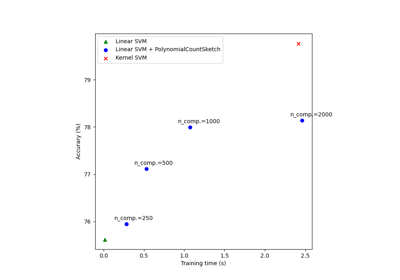 Linear SVM
Linear SVM + PolynomialCountSketch
Kernel SVM
79
n_comp.=2000
n_comp.=1000
78
n_comp.=500
77
n_comp.=250
76
Accurary (%)
0.0 0.5 1.0 1.5 2.0 2.5
Training time (s)